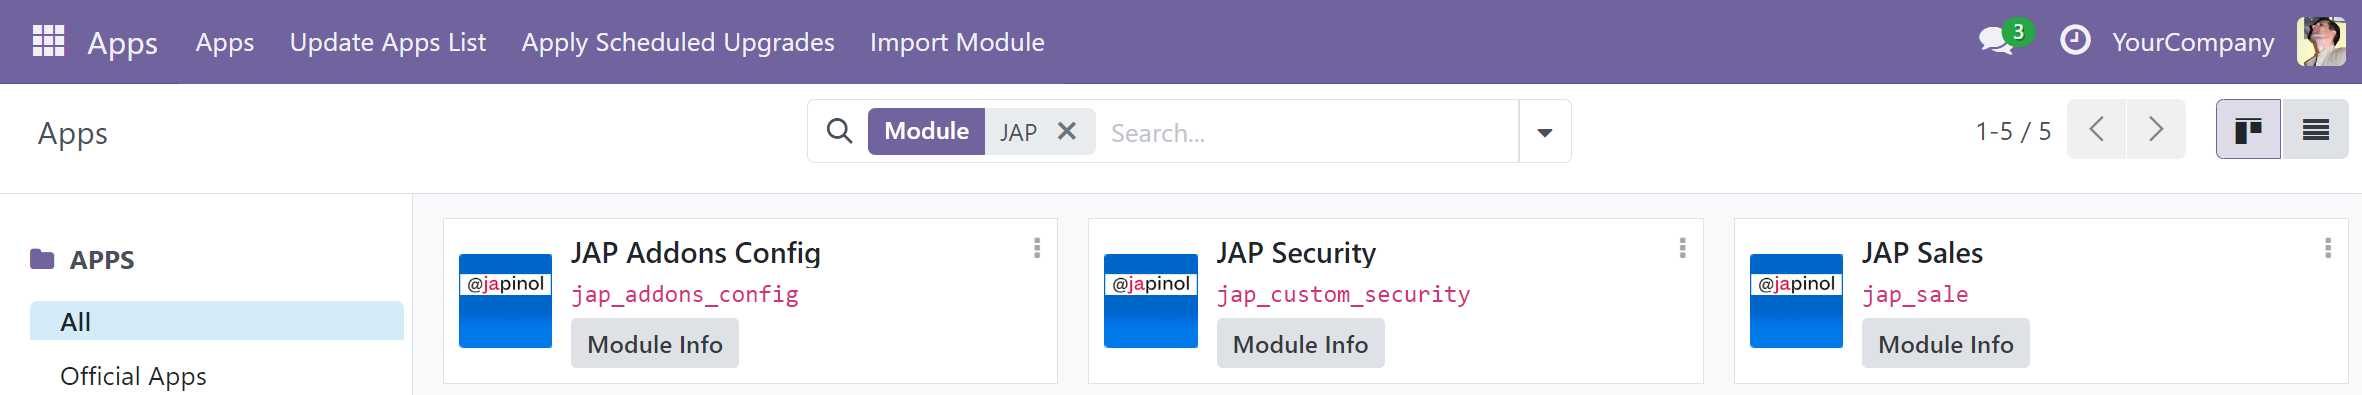 Apps Apps Update Apps List Apply Scheduled Upgrades Import Module 3 YourCompany
Apps Module JAP Search... 1-5 / 5
APPS
All
Official Apps
JAP Addons Config
@japinol
jap_addons_config
Module Info
JAP Security
@japinol
jap_custom_security
Module Info
JAP Sales
@japinol
jap_sale
Module Info